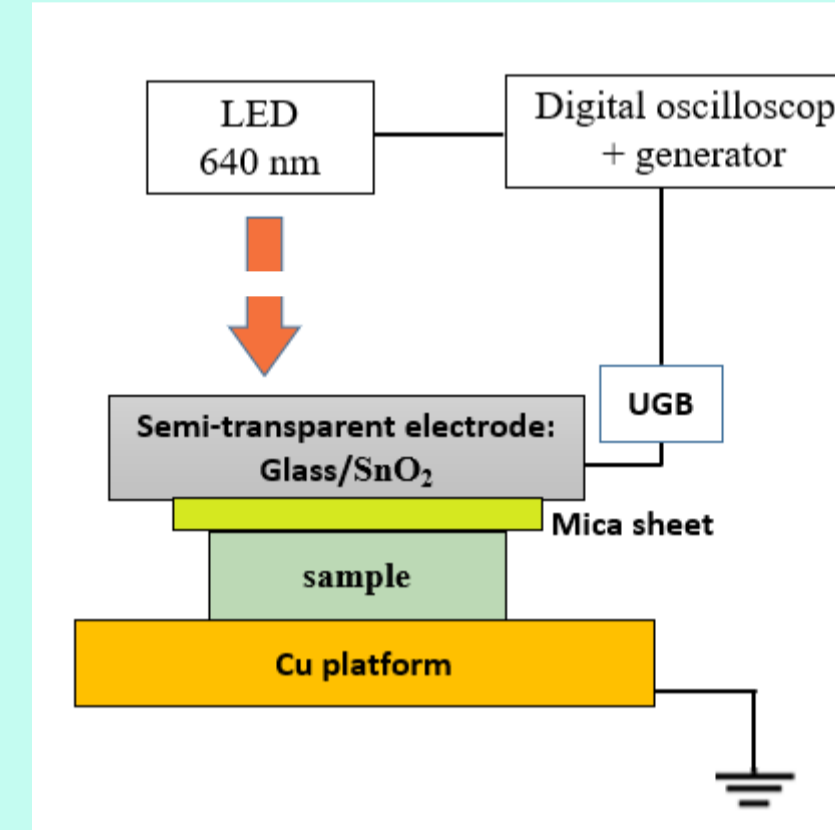 LED
640 nm
Digital oscilloscop
+ generator
UGB
Semi-transparent electrode:
Glass/SnO₂
Mica sheet
sample
Cu platform